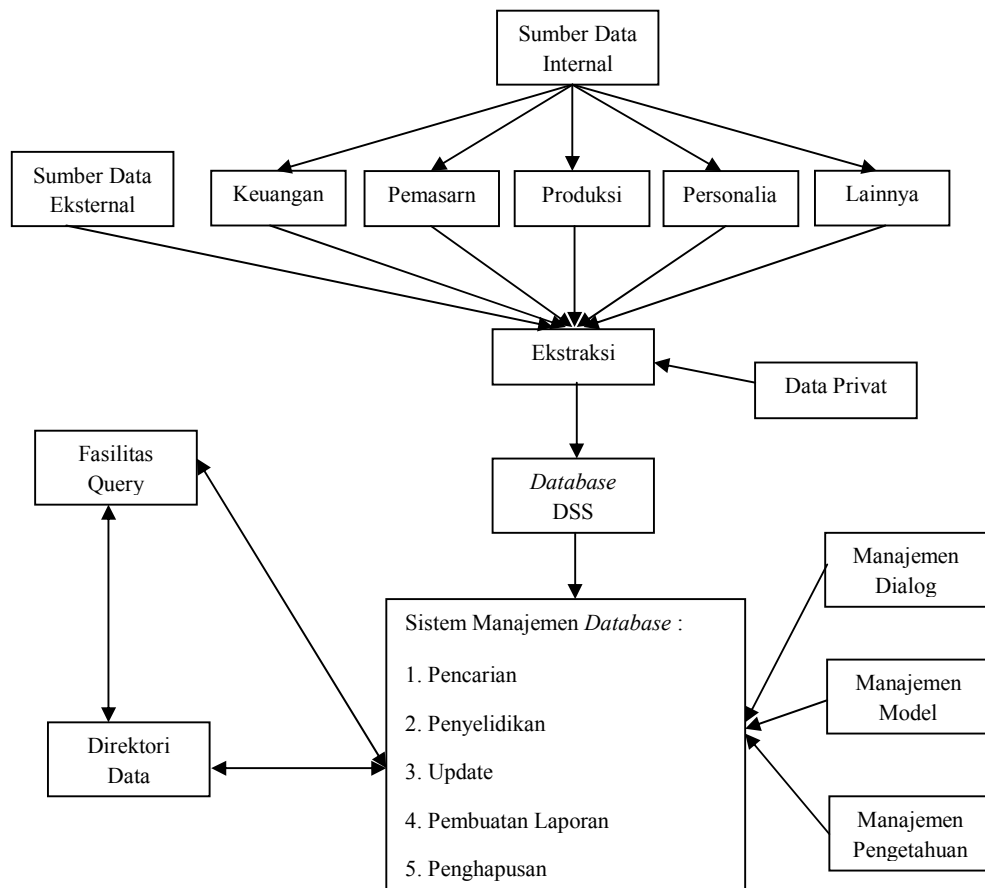 Sumber Data
Internal
Sumber Data
Eksternal
Keuangan
Pemasarn
Produksi
Personalia
Lainnya
Ekstraksi
Data Privat
Fasilitas
Query
Database
DSS
Manajemen
Dialog
Sistem Manajemen Database :
1. Pencarian
2. Penyelidikan
3. Update
4. Pembuatan Laporan
5. Penghapusan
Manajemen
Model
Direktori
Data
Manajemen
Pengetahuan